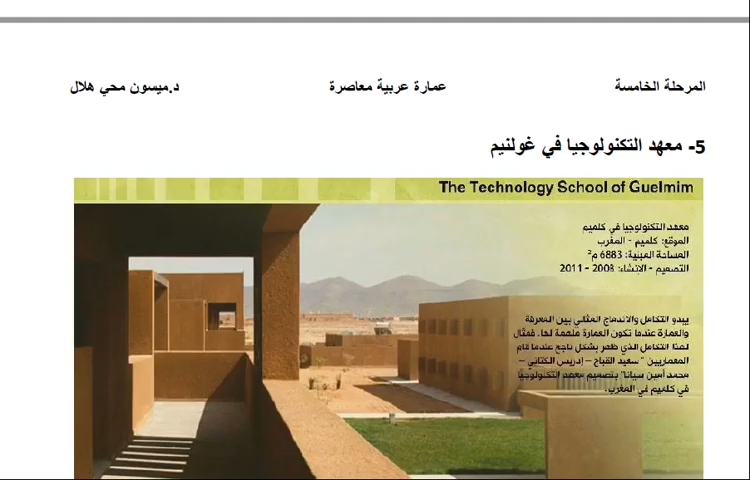 المرحلة الخامسة عمارة عربية معاصرة د.ميسون محي هلال
5- معهد التكنولوجيا في غولنيم
The Technology School of Guelmim
معهد التكنولوجيا في كلميم
الموقع: كلميم - المغرب
المساحة المبنية: 6883 م²
التصميم - الإنشاء: 2008 - 2011
يبدو التكامل والاندماج المثالي بين المعرفة
والعمارة عندما تكون العمارة ملهمة لها. فمثال
لهذا التكامل الذي ظهر بشكل ناجح عندما قام
المعماريين "سعيد القباج – إدريس الكتاني –
محمد أمين سيانا" بتصميم معهد التكنولوجيا
في كلميم في المغرب.